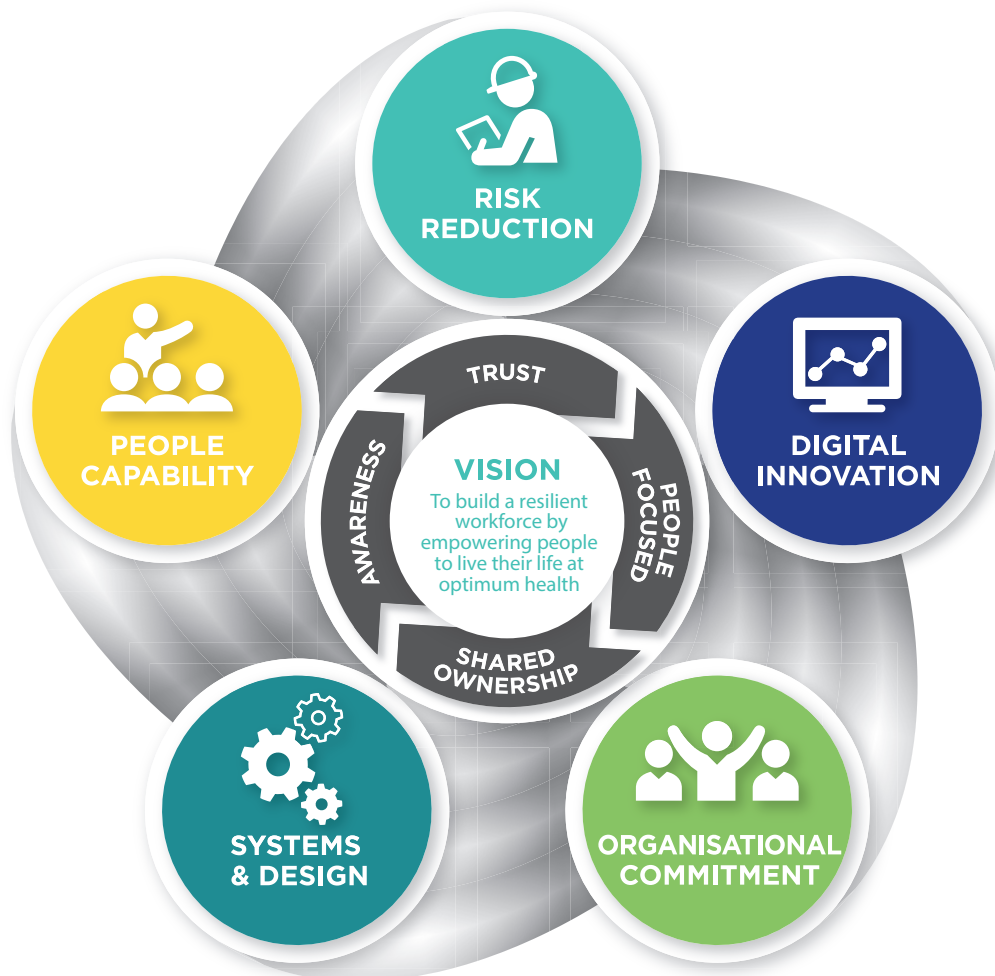 RISK
REDUCTION
DIGITAL
INNOVATION
ORGANISATIONAL
COMMITMENT
SYSTEMS
& DESIGN
PEOPLE
CAPABILITY
TRUST
PEOPLE
FOCUSED
SHARED
OWNERSHIP
AWARENESS
VISION
To build a resilient
workforce by
empowering people
to live their life at
optimum health